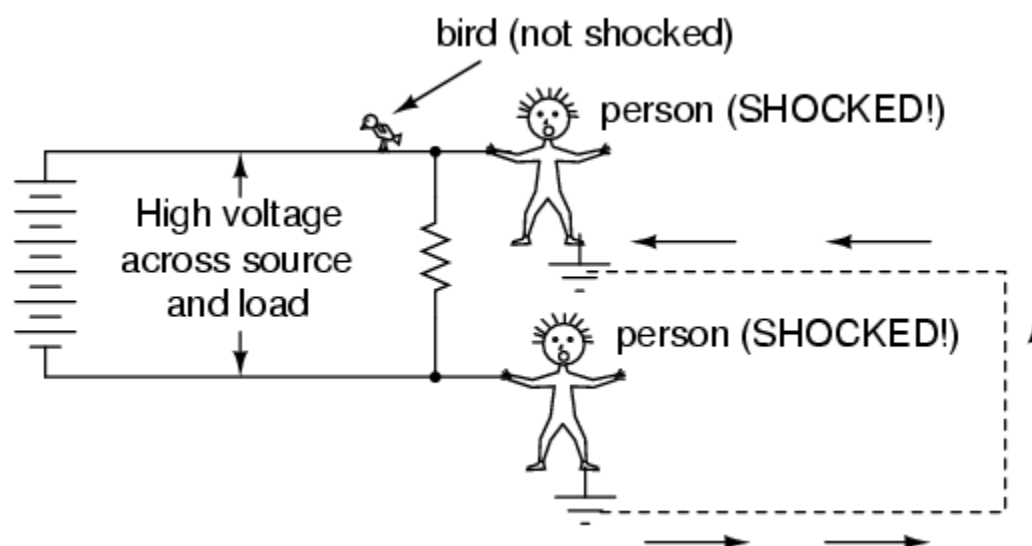 bird (not shocked)
person (SHOCKED!)
High voltage
across source
and load
person (SHOCKED!)